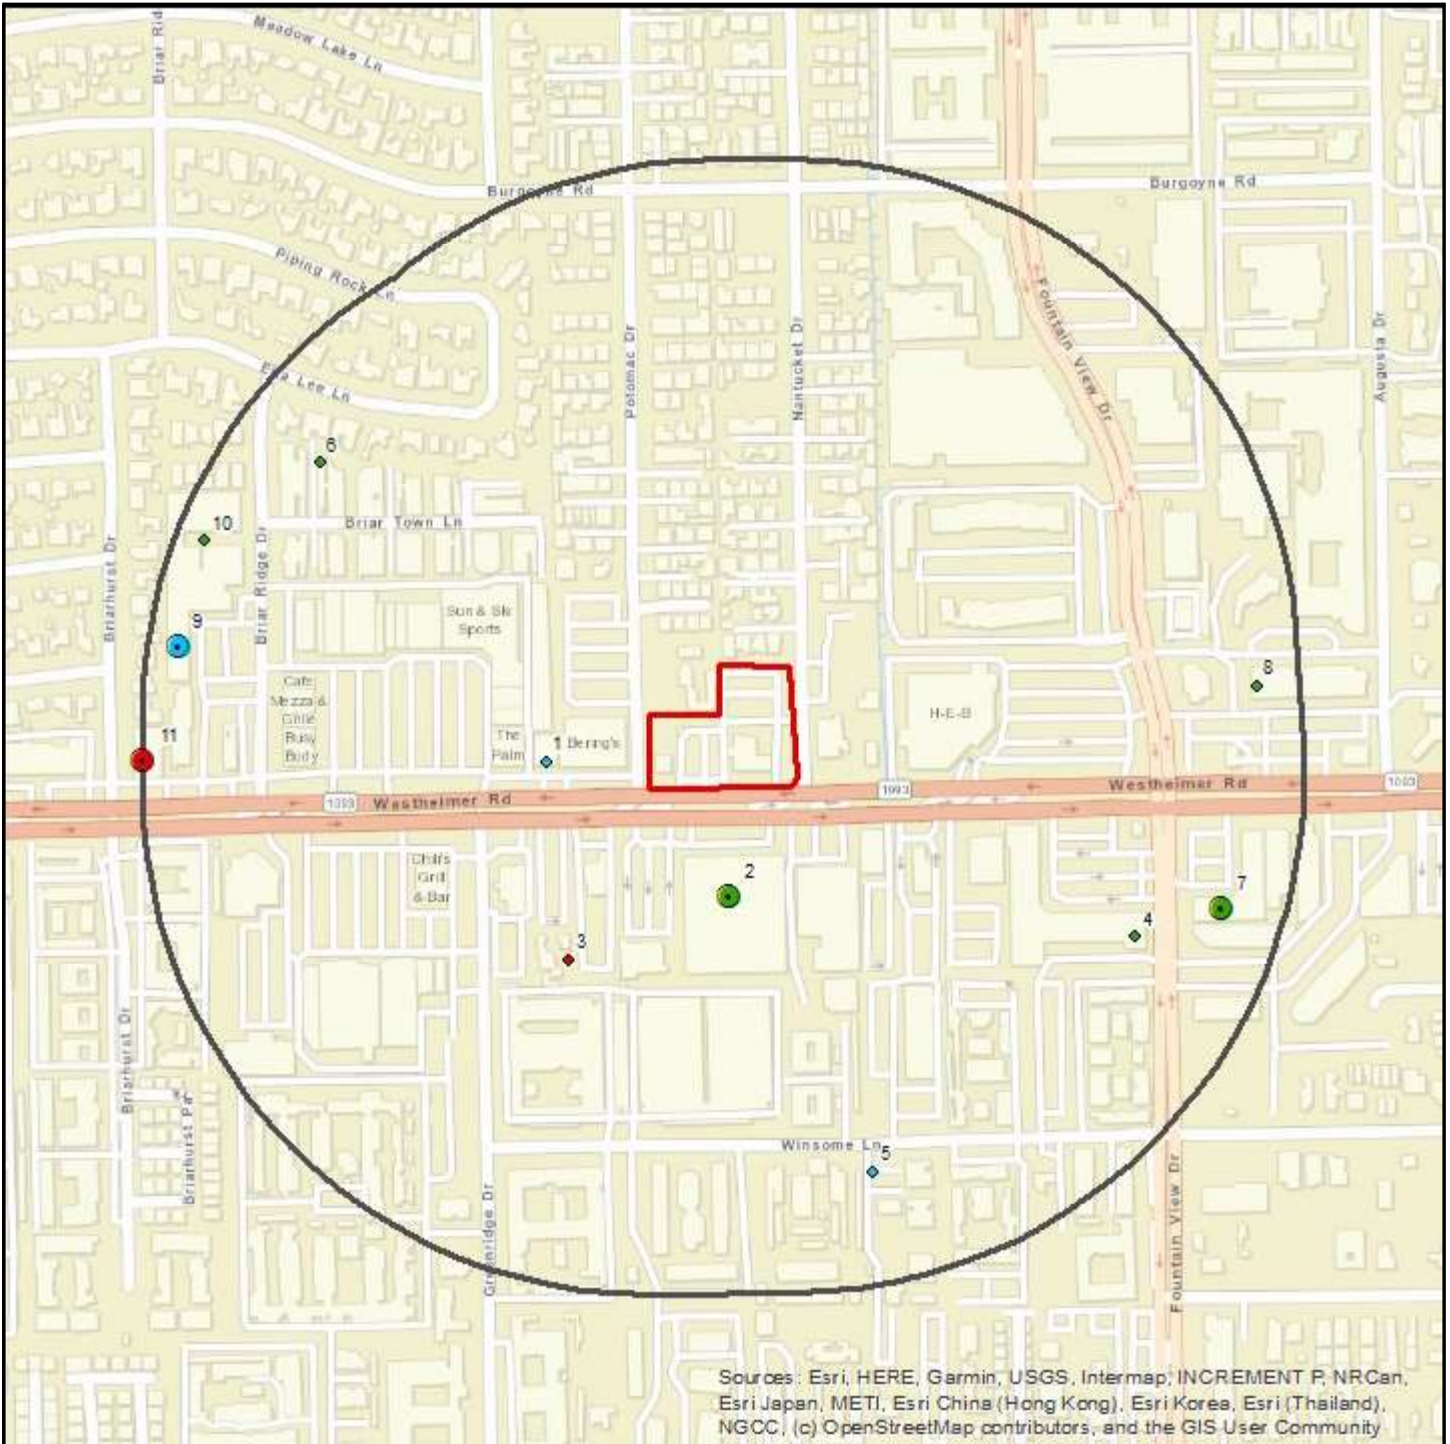 Meadow Lake Ln
Briar Rid
Burgoyne Rd
Burgoyne Rd
Piping Rock Ln
Fountain View Dr
Potomac Dr
Nantucket Dr
Augusta Dr
Ella Lee Ln
6
10
Briar Town Ln
Briarhurst Dr
Briar Ridge Dr
9
Sun & Ski
Sports
8
Cafe
Mezza &
Grille
Busy
Body
H-E-B
11
The
Palm
1
Bering's
1093
Westheimer Rd
1093
Westheimer Rd
1093
Chili's
Grill
& Bar
2
7
4
3
Briarhurst Dr
Briarhurst Pa
Winsome Ln
5
Greenridge Dr
Fountain View Dr
Sources: Esri, HERE, Garmin, USGS, Intermap, INCREMENT P, NRCan,
Esri Japan, METI, Esri China (Hong Kong), Esri Korea, Esri (Thailand),
NGCC, (c) OpenStreetMap contributors, and the GIS User Community